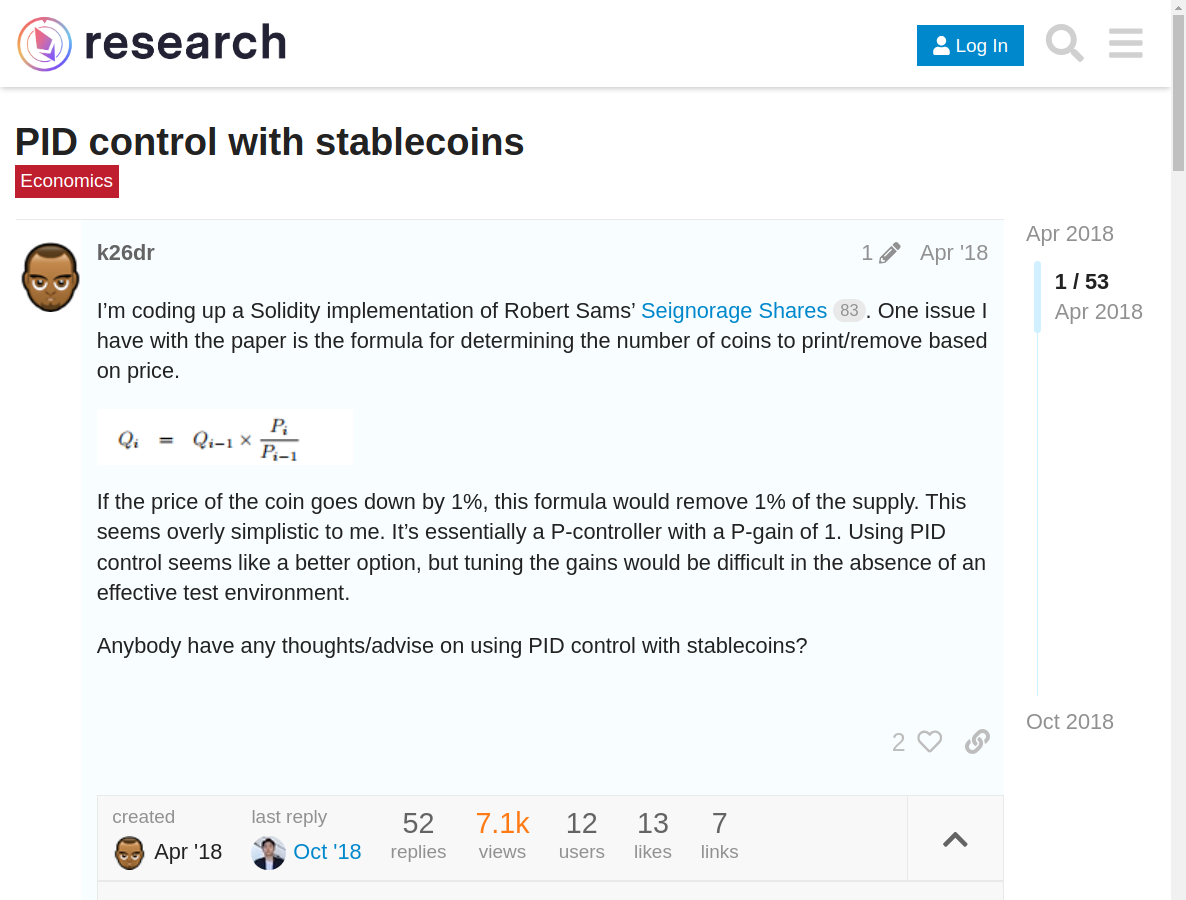 research
Log In
PID control with stablecoins
Economics
Apr 2018
k26dr
1
Apr '18
1 / 53
Apr 2018
I’m coding up a Solidity implementation of Robert Sams’ Seignorage Shares 83. One issue I
have with the paper is the formula for determining the number of coins to print/remove based
on price.
Qᵢ = Qᵢ₋₁ × Pᵢ / Pᵢ₋₁
If the price of the coin goes down by 1%, this formula would remove 1% of the supply. This
seems overly simplistic to me. It’s essentially a P-controller with a P-gain of 1. Using PID
control seems like a better option, but tuning the gains would be difficult in the absence of an
effective test environment.
Anybody have any thoughts/advise on using PID control with stablecoins?
Oct 2018
2
created
last reply
52
7.1k
12
13
7
Apr '18
Oct '18
replies
views
users
likes
links